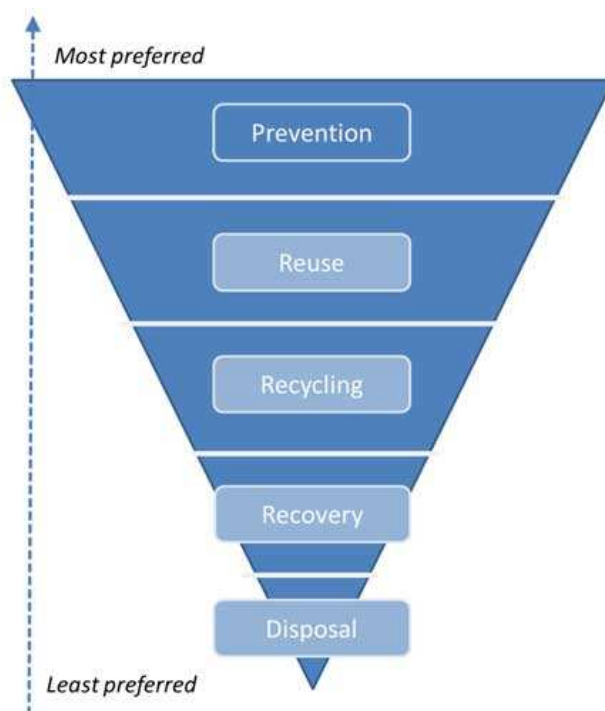 Most preferred
Prevention
Reuse
Recycling
Recovery
Disposal
Least preferred